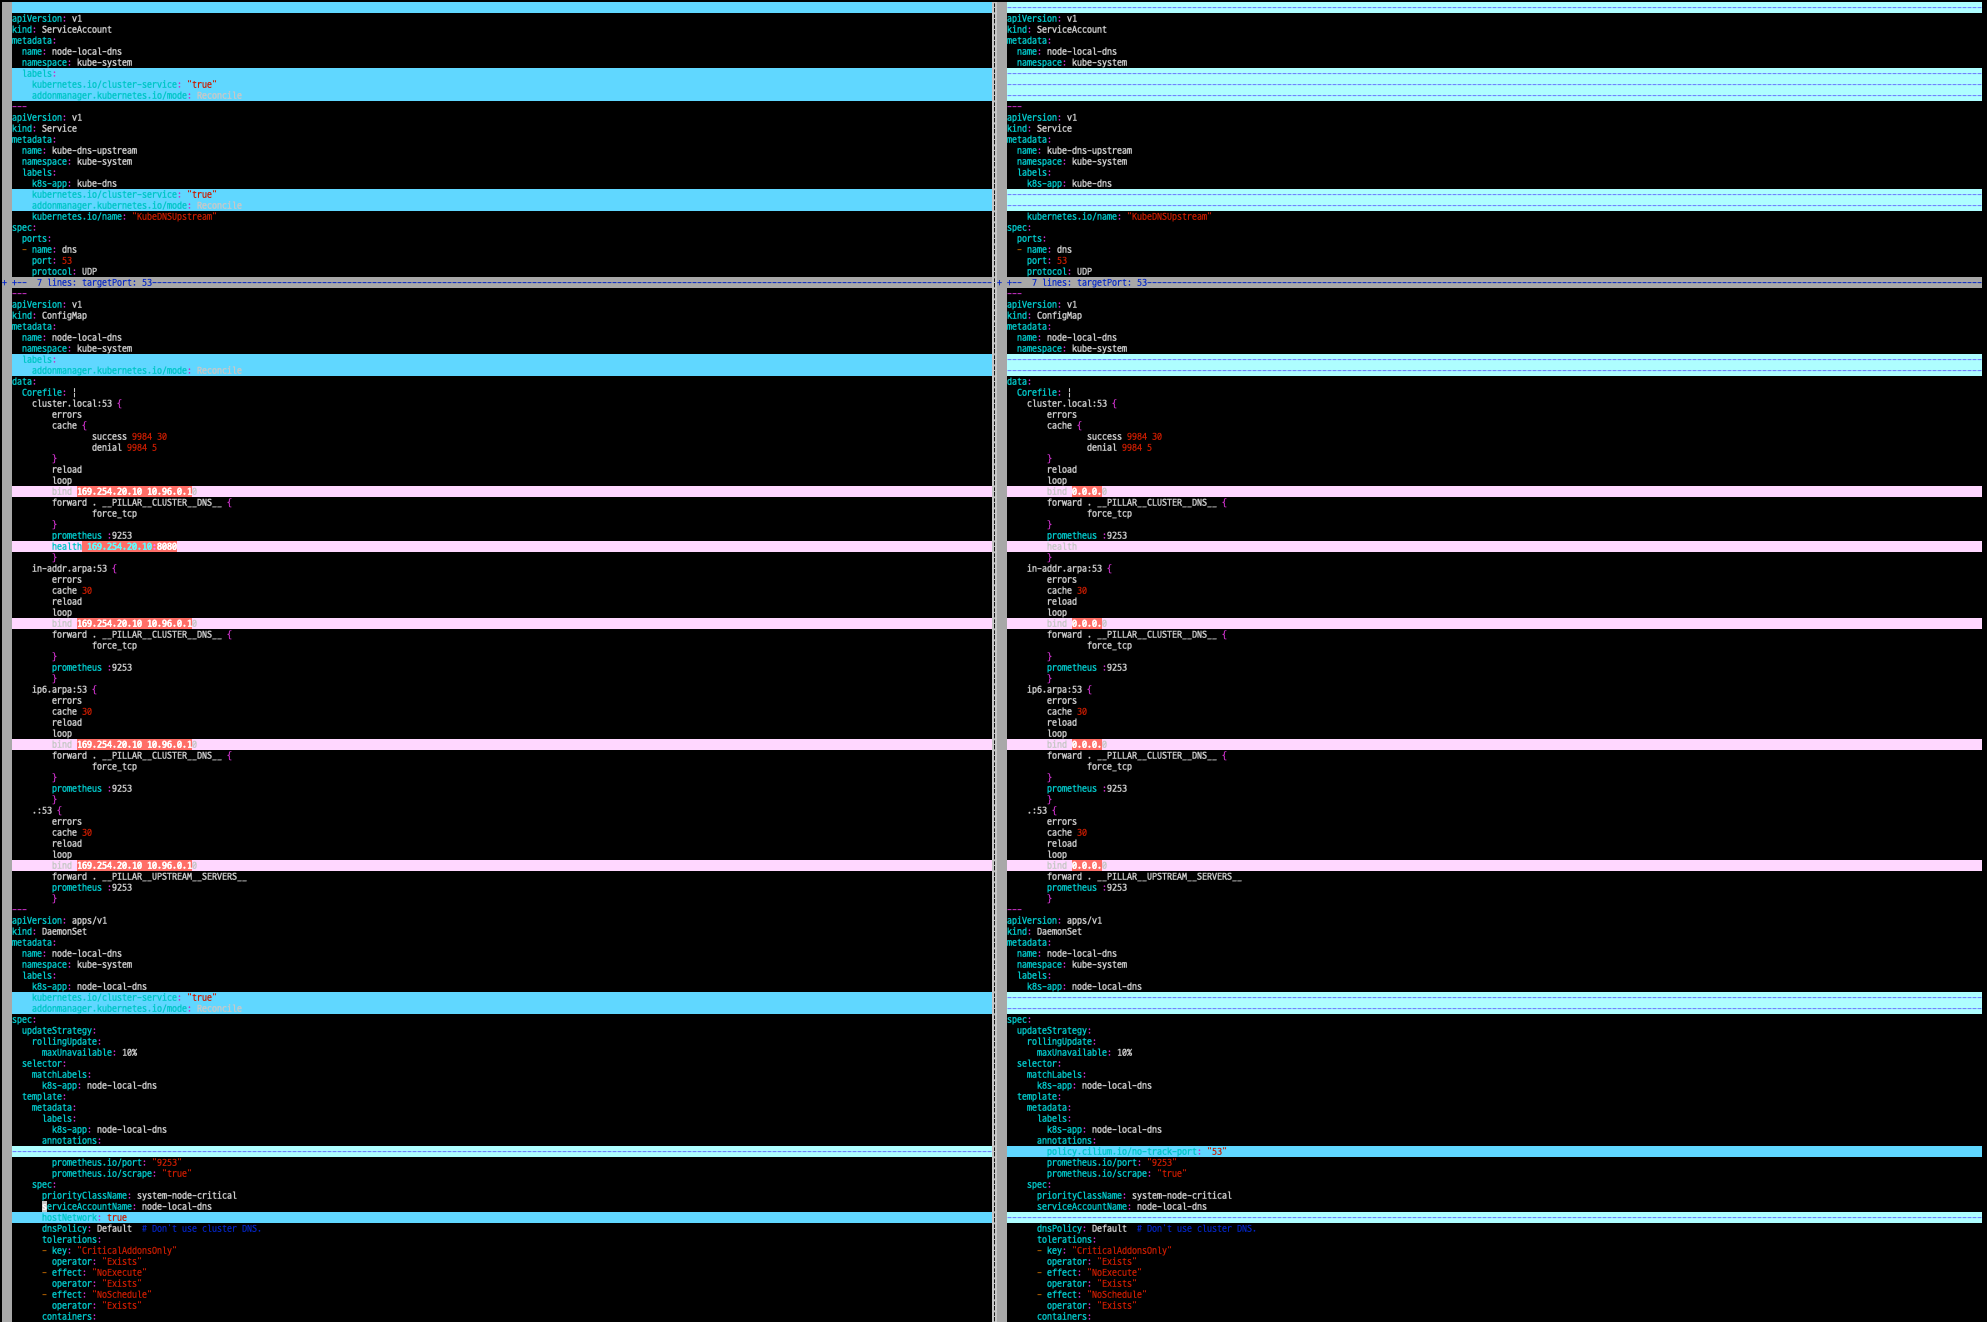 apiVersion: v1
kind: ServiceAccount
metadata:
  name: node-local-dns
  namespace: kube-system
  labels:
    kubernetes.io/cluster-service: "true"
    addonmanager.kubernetes.io/mode: Reconcile
---
apiVersion: v1
kind: Service
metadata:
  name: kube-dns-upstream
  namespace: kube-system
  labels:
    k8s-app: kube-dns
    kubernetes.io/cluster-service: "true"
    addonmanager.kubernetes.io/mode: Reconcile
    kubernetes.io/name: "KubeDNSUpstream"
spec:
  ports:
  - name: dns
    port: 53
    protocol: UDP
+ +--  7 lines: targetPort: 53
---
apiVersion: v1
kind: ConfigMap
metadata:
  name: node-local-dns
  namespace: kube-system
  labels:
    addonmanager.kubernetes.io/mode: Reconcile
data:
  Corefile: |
    cluster.local:53 {
        errors
        cache {
                success 9984 30
                denial 9984 5
        }
        reload
        loop
        bind 169.254.20.10 10.96.0.10
        forward . __PILLAR__CLUSTER__DNS__ {
                force_tcp
        }
        prometheus :9253
        health 169.254.20.10:8080
        }
    in-addr.arpa:53 {
        errors
        cache 30
        reload
        loop
        bind 169.254.20.10 10.96.0.10
        forward . __PILLAR__CLUSTER__DNS__ {
                force_tcp
        }
        prometheus :9253
        }
    ip6.arpa:53 {
        errors
        cache 30
        reload
        loop
        bind 169.254.20.10 10.96.0.10
        forward . __PILLAR__CLUSTER__DNS__ {
                force_tcp
        }
        prometheus :9253
        }
    .:53 {
        errors
        cache 30
        reload
        loop
        bind 169.254.20.10 10.96.0.10
        forward . __PILLAR__UPSTREAM__SERVERS__
        prometheus :9253
        }
---
apiVersion: apps/v1
kind: DaemonSet
metadata:
  name: node-local-dns
  namespace: kube-system
  labels:
    k8s-app: node-local-dns
    kubernetes.io/cluster-service: "true"
    addonmanager.kubernetes.io/mode: Reconcile
spec:
  updateStrategy:
    rollingUpdate:
      maxUnavailable: 10%
  selector:
    matchLabels:
      k8s-app: node-local-dns
  template:
    metadata:
      labels:
        k8s-app: node-local-dns
      annotations:
        prometheus.io/port: "9253"
        prometheus.io/scrape: "true"
    spec:
      priorityClassName: system-node-critical
      serviceAccountName: node-local-dns
      hostNetwork: true
      dnsPolicy: Default  # Don't use cluster DNS.
      tolerations:
      - key: "CriticalAddonsOnly"
        operator: "Exists"
      - effect: "NoExecute"
        operator: "Exists"
      - effect: "NoSchedule"
        operator: "Exists"
      containers:
apiVersion: v1
kind: ServiceAccount
metadata:
  name: node-local-dns
  namespace: kube-system
---
apiVersion: v1
kind: Service
metadata:
  name: kube-dns-upstream
  namespace: kube-system
  labels:
    k8s-app: kube-dns
    kubernetes.io/name: "KubeDNSUpstream"
spec:
  ports:
  - name: dns
    port: 53
    protocol: UDP
+ +--  7 lines: targetPort: 53
---
apiVersion: v1
kind: ConfigMap
metadata:
  name: node-local-dns
  namespace: kube-system
data:
  Corefile: |
    cluster.local:53 {
        errors
        cache {
                success 9984 30
                denial 9984 5
        }
        reload
        loop
        bind 0.0.0.0
        forward . __PILLAR__CLUSTER__DNS__ {
                force_tcp
        }
        prometheus :9253
        health
        }
    in-addr.arpa:53 {
        errors
        cache 30
        reload
        loop
        bind 0.0.0.0
        forward . __PILLAR__CLUSTER__DNS__ {
                force_tcp
        }
        prometheus :9253
        }
    ip6.arpa:53 {
        errors
        cache 30
        reload
        loop
        bind 0.0.0.0
        forward . __PILLAR__CLUSTER__DNS__ {
                force_tcp
        }
        prometheus :9253
        }
    .:53 {
        errors
        cache 30
        reload
        loop
        bind 0.0.0.0
        forward . __PILLAR__UPSTREAM__SERVERS__
        prometheus :9253
        }
---
apiVersion: apps/v1
kind: DaemonSet
metadata:
  name: node-local-dns
  namespace: kube-system
  labels:
    k8s-app: node-local-dns
spec:
  updateStrategy:
    rollingUpdate:
      maxUnavailable: 10%
  selector:
    matchLabels:
      k8s-app: node-local-dns
  template:
    metadata:
      labels:
        k8s-app: node-local-dns
      annotations:
        policy.cilium.io/no-track-port: "53"
        prometheus.io/port: "9253"
        prometheus.io/scrape: "true"
    spec:
      priorityClassName: system-node-critical
      serviceAccountName: node-local-dns
      dnsPolicy: Default  # Don't use cluster DNS.
      tolerations:
      - key: "CriticalAddonsOnly"
        operator: "Exists"
      - effect: "NoExecute"
        operator: "Exists"
      - effect: "NoSchedule"
        operator: "Exists"
      containers: